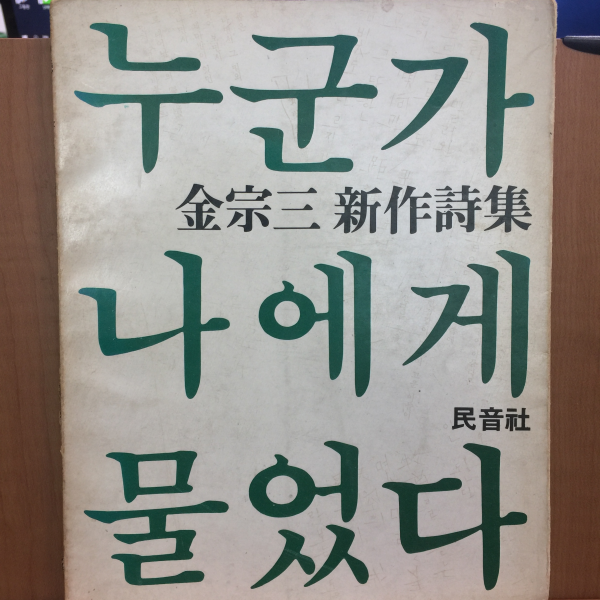 누군가
金宗三 新作詩集
나에게
民音社
물었다